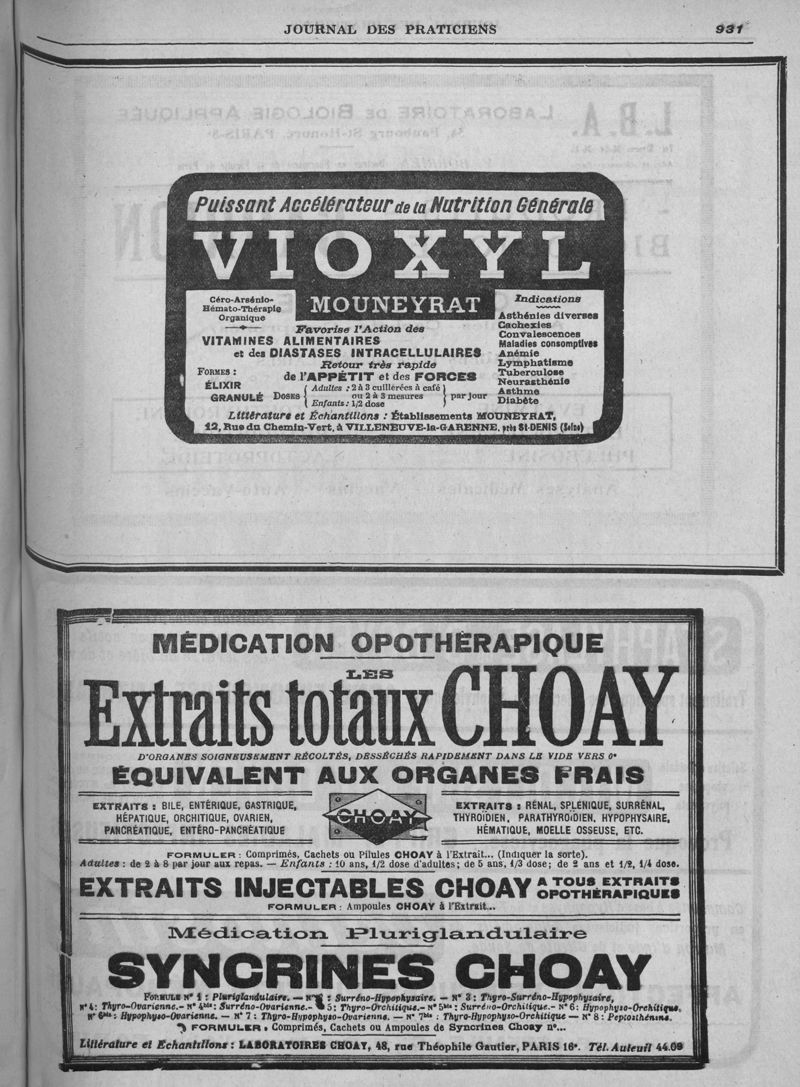 JOURNAL DES PRATICIENS 931
Puissant Accélérateur de la Nutrition Générale
VIOXYL
MOUNEYRAT
Céro-Arsénio-
Hémato-Thérapie
Organique
Favorise l'Action des
VITAMINES ALIMENTAIRES
et des DIASTASES INTRACELLULAIRES
Retour très rapide
de l'APPÉTIT et des FORCES
FORMES :
ÉLIXIR
GRANULÉ
DOSES
Adultes : 2 à 3 cuillérées à café
ou 2 à 3 mesures
Enfants : 1/2 dose
par jour
Indications
Asthénies diverses
Cachexies
Convalescences
Maladies consomptives
Anémie
Lymphatisme
Tuberculose
Neurasthénie
Asthme
Diabète
Littérature et Échantillons : Établissements MOUNEYRAT,
12, Rue du Chemin-Vert, à VILLENEUVE-la-GARENNE, près St-DENIS (Seine)
MÉDICATION OPOTHÉRAPIQUE
LES
Extraits totaux CHOAY
D'ORGANES SOIGNEUSEMENT RÉCOLTÉS, DESSÉCHÉS RAPIDEMENT DANS LE VIDE VERS 0°
ÉQUIVALENT AUX ORGANES FRAIS
EXTRAITS : BILE, ENTÉRIQUE, GASTRIQUE,
HÉPATIQUE, ORCHITIQUE, OVARIEN,
PANCRÉATIQUE, ENTÉRO-PANCRÉATIQUE
CHOAY
EXTRAITS : RÉNAL, SPLÉNIQUE, SURRÉNAL,
THYROÏDIEN, PARATHYROïDIEN, HYPOPHYSAIRE,
HÉMATIQUE, MOELLE OSSEUSE, ETC.
FORMULER : Comprimés, Cachets ou Pilules CHOAY à l'Extrait... (Indiquer la sorte).
Adultes : de 2 à 8 par jour aux repas. — Enfants : 10 ans, 1/2 dose d'adultes; de 5 ans, 1/3 dose; de 2 ans et 1/2, 1/4 dose.
EXTRAITS INJECTABLES CHOAY A TOUS EXTRAITS OPOTHÉRAPIQUES
FORMULER : Ampoules CHOAY à l'Extrait...
Médication Pluriglandulaire
SYNCRINES CHOAY
FORMULE N° 1 : Pluriglandulaire. — N° : Surréno-Hypophysaire. — N° 3 : Thyro-Surréno-Hypophysaire,
N° 4 : Thyro-Ovarienne. - N° 4bis : Surréno-Ovarienne. - 5 : Thyro-Orchitique. - N° 5bis : Surréno-Orchitique. - N° 6 : Hypophyso-Orchitique,
N° 6bis : Hypophyso-Ovarienne. — N° 7 : Thyro-Hypophyso-Ovarienne. — N° 7bis : Thyro-Hypophyso-Orchitique — N° 8 : Peptosthénine.
FORMULER : Comprimés, Cachets ou Ampoules de Syncrines Choay n°...
Littérature et Echantillons : LABORATOIRES CHOAY, 48, rue Théophile Gautier, PARIS 16°. Tél. Auteuil 44.09